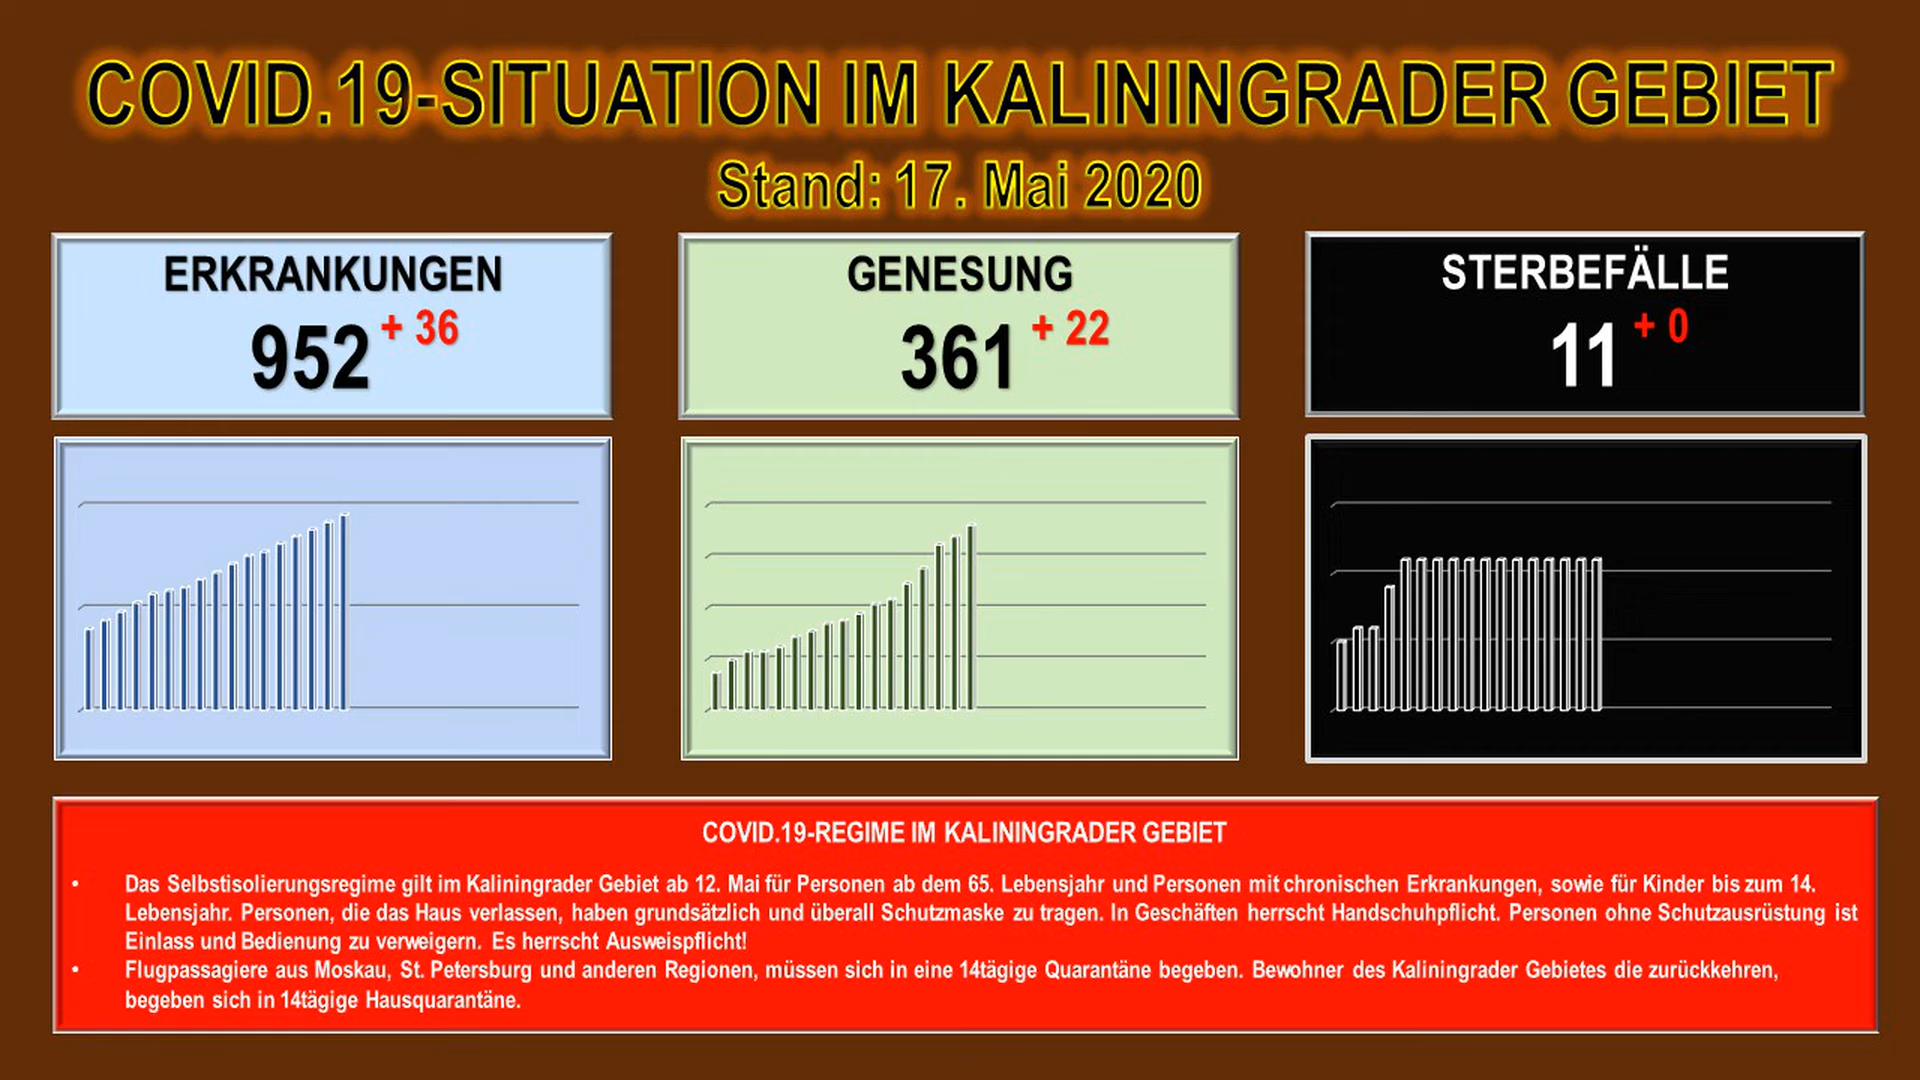 COVID.19-SITUATION IM KALININGRADER GEBIET
Stand: 17. Mai 2020
ERKRANKUNGEN
952 + 36
GENESUNG
361 + 22
STERBEFÄLLE
11 + 0
COVID.19-REGIME IM KALININGRADER GEBIET
• Das Selbstisolierungsregime gilt im Kaliningrader Gebiet ab 12. Mai für Personen ab dem 65. Lebensjahr und Personen mit chronischen Erkrankungen, sowie für Kinder bis zum 14.
Lebensjahr. Personen, die das Haus verlassen, haben grundsätzlich und überall Schutzmaske zu tragen. In Geschäften herrscht Handschuhpflicht. Personen ohne Schutzausrüstung ist
Einlass und Bedienung zu verweigern. Es herrscht Ausweispflicht!
• Flugpassagiere aus Moskau, St. Petersburg und anderen Regionen, müssen sich in eine 14tägige Quarantäne begeben. Bewohner des Kaliningrader Gebietes die zurückkehren,
begeben sich in 14tägige Hausquarantäne.